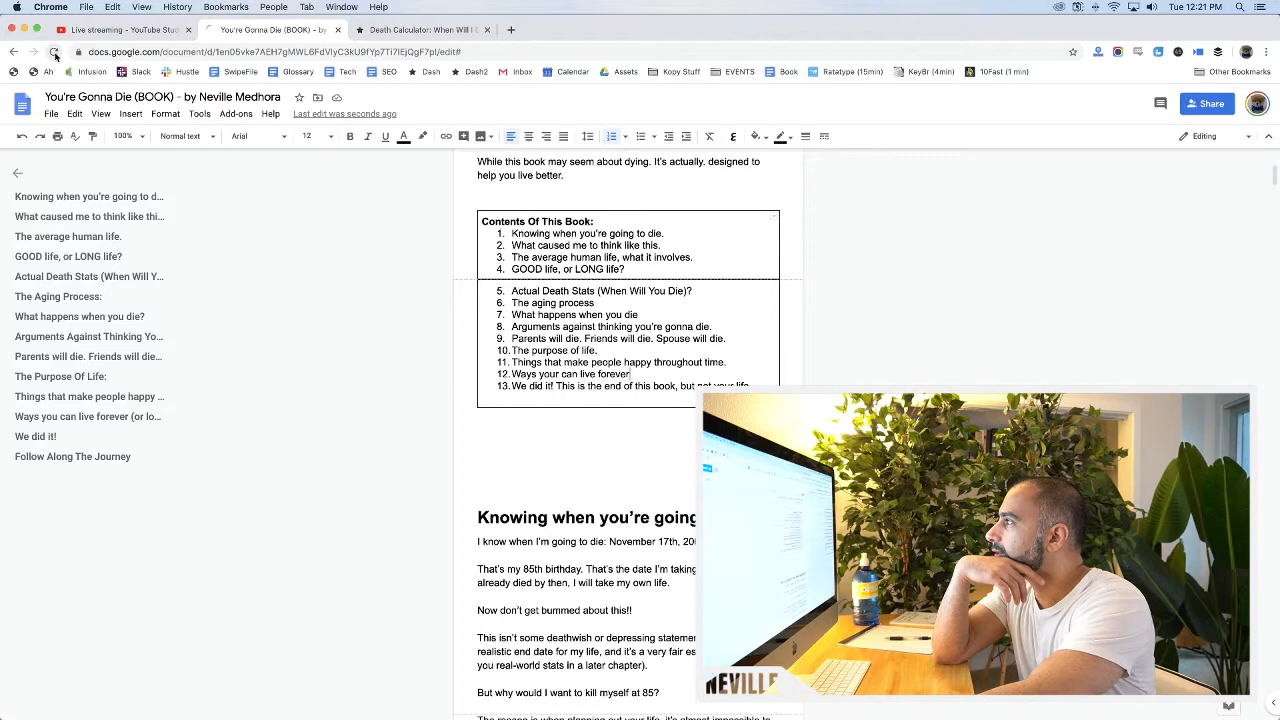 Chrome File Edit View History Bookmarks People Tab Window Help
Tue 12:21 PM
Live streaming - YouTube Stud
You're Gonna Die (BOOK) - by
Death Calculator: When Will
docs.google.com/document/d/1en05vke7AEH7gMWL6FdVlyC3kU9fYp7Ti7IEjQgF7pI/edit#
Ah Infusion Slack Hustle SwipeFile Glossary Tech SEO Dash Dash2 Inbox Calendar Assets Kopy Stuff EVENTS Book Ratatype (15min) KeyBr (4min) 10Fast (1 min) Other Bookmarks
You're Gonna Die (BOOK) - by Neville Medhora
File Edit View Insert Format Tools Add-ons Help Last edit was seconds ago
Share
100% Normal text Arial 12 Editing
Knowing when you're going to d...
What caused me to think like thi...
The average human life.
GOOD life, or LONG life?
Actual Death Stats (When Will Y...
The Aging Process:
What happens when you die?
Arguments Against Thinking Yo...
Parents will die. Friends will die...
The Purpose Of Life:
Things that make people happy ...
Ways you can live forever (or lo...
We did it!
Follow Along The Journey
While this book may seem about dying. It's actually. designed to
help you live better.
Contents Of This Book:
1. Knowing when you're going to die.
2. What caused me to think like this.
3. The average human life, what it involves.
4. GOOD life, or LONG life?
5. Actual Death Stats (When Will You Die)?
6. The aging process
7. What happens when you die
8. Arguments against thinking you're gonna die.
9. Parents will die. Friends will die. Spouse will die.
10. The purpose of life.
11. Things that make people happy throughout time.
12. Ways your can live forever
13. We did it! This is the end of this book, but not your life
Knowing when you're going
I know when I'm going to die: November 17th,
That's my 85th birthday. That's the date I'm taking
already died by then, I will take my own life.
Now don't get bummed about this!!
This isn't some deathwish or depressing
realistic end date for my life, and it's a very fair
you real-world stats in a later chapter).
But why would I want to kill myself at 85?
The reason is when planning out your life, it's almost impossible to
NEVILLE